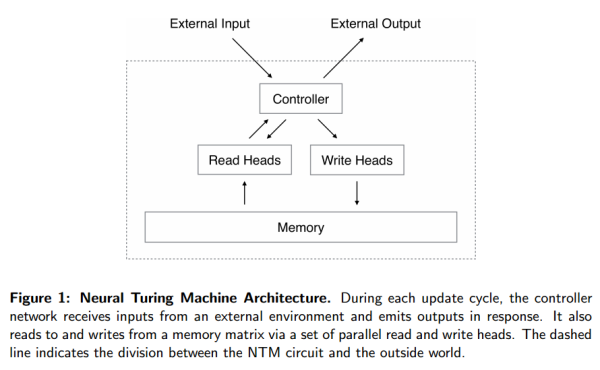 External Input
External Output
Controller
Read Heads
Write Heads
Memory
Figure 1: Neural Turing Machine Architecture. During each update cycle, the controller
network receives inputs from an external environment and emits outputs in response. It also
reads to and writes from a memory matrix via a set of parallel read and write heads. The dashed
line indicates the division between the NTM circuit and the outside world.